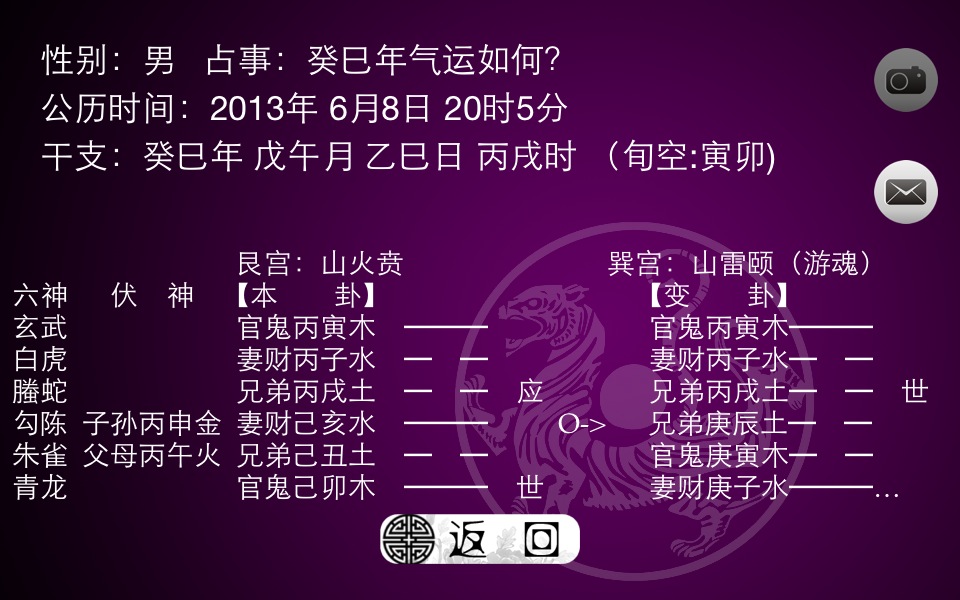 性别：男 占事：癸巳年气运如何？
公历时间：2013年 6月8日 20时5分
干支：癸巳年 戊午月 乙巳日 丙戌时 （旬空:寅卯)
艮宫：山火贲 巽宫：山雷颐（游魂）
六神 伏 神 【本 卦】 【变 卦】
玄武 官鬼丙寅木 官鬼丙寅木
白虎 妻财丙子水 妻财丙子水
螣蛇 兄弟丙戌土 应 兄弟丙戌土 世
勾陈 子孙丙申金 妻财己亥水 O-> 兄弟庚辰土
朱雀 父母丙午火 兄弟己丑土 官鬼庚寅木
青龙 官鬼己卯木 世 妻财庚子水 …
返 回